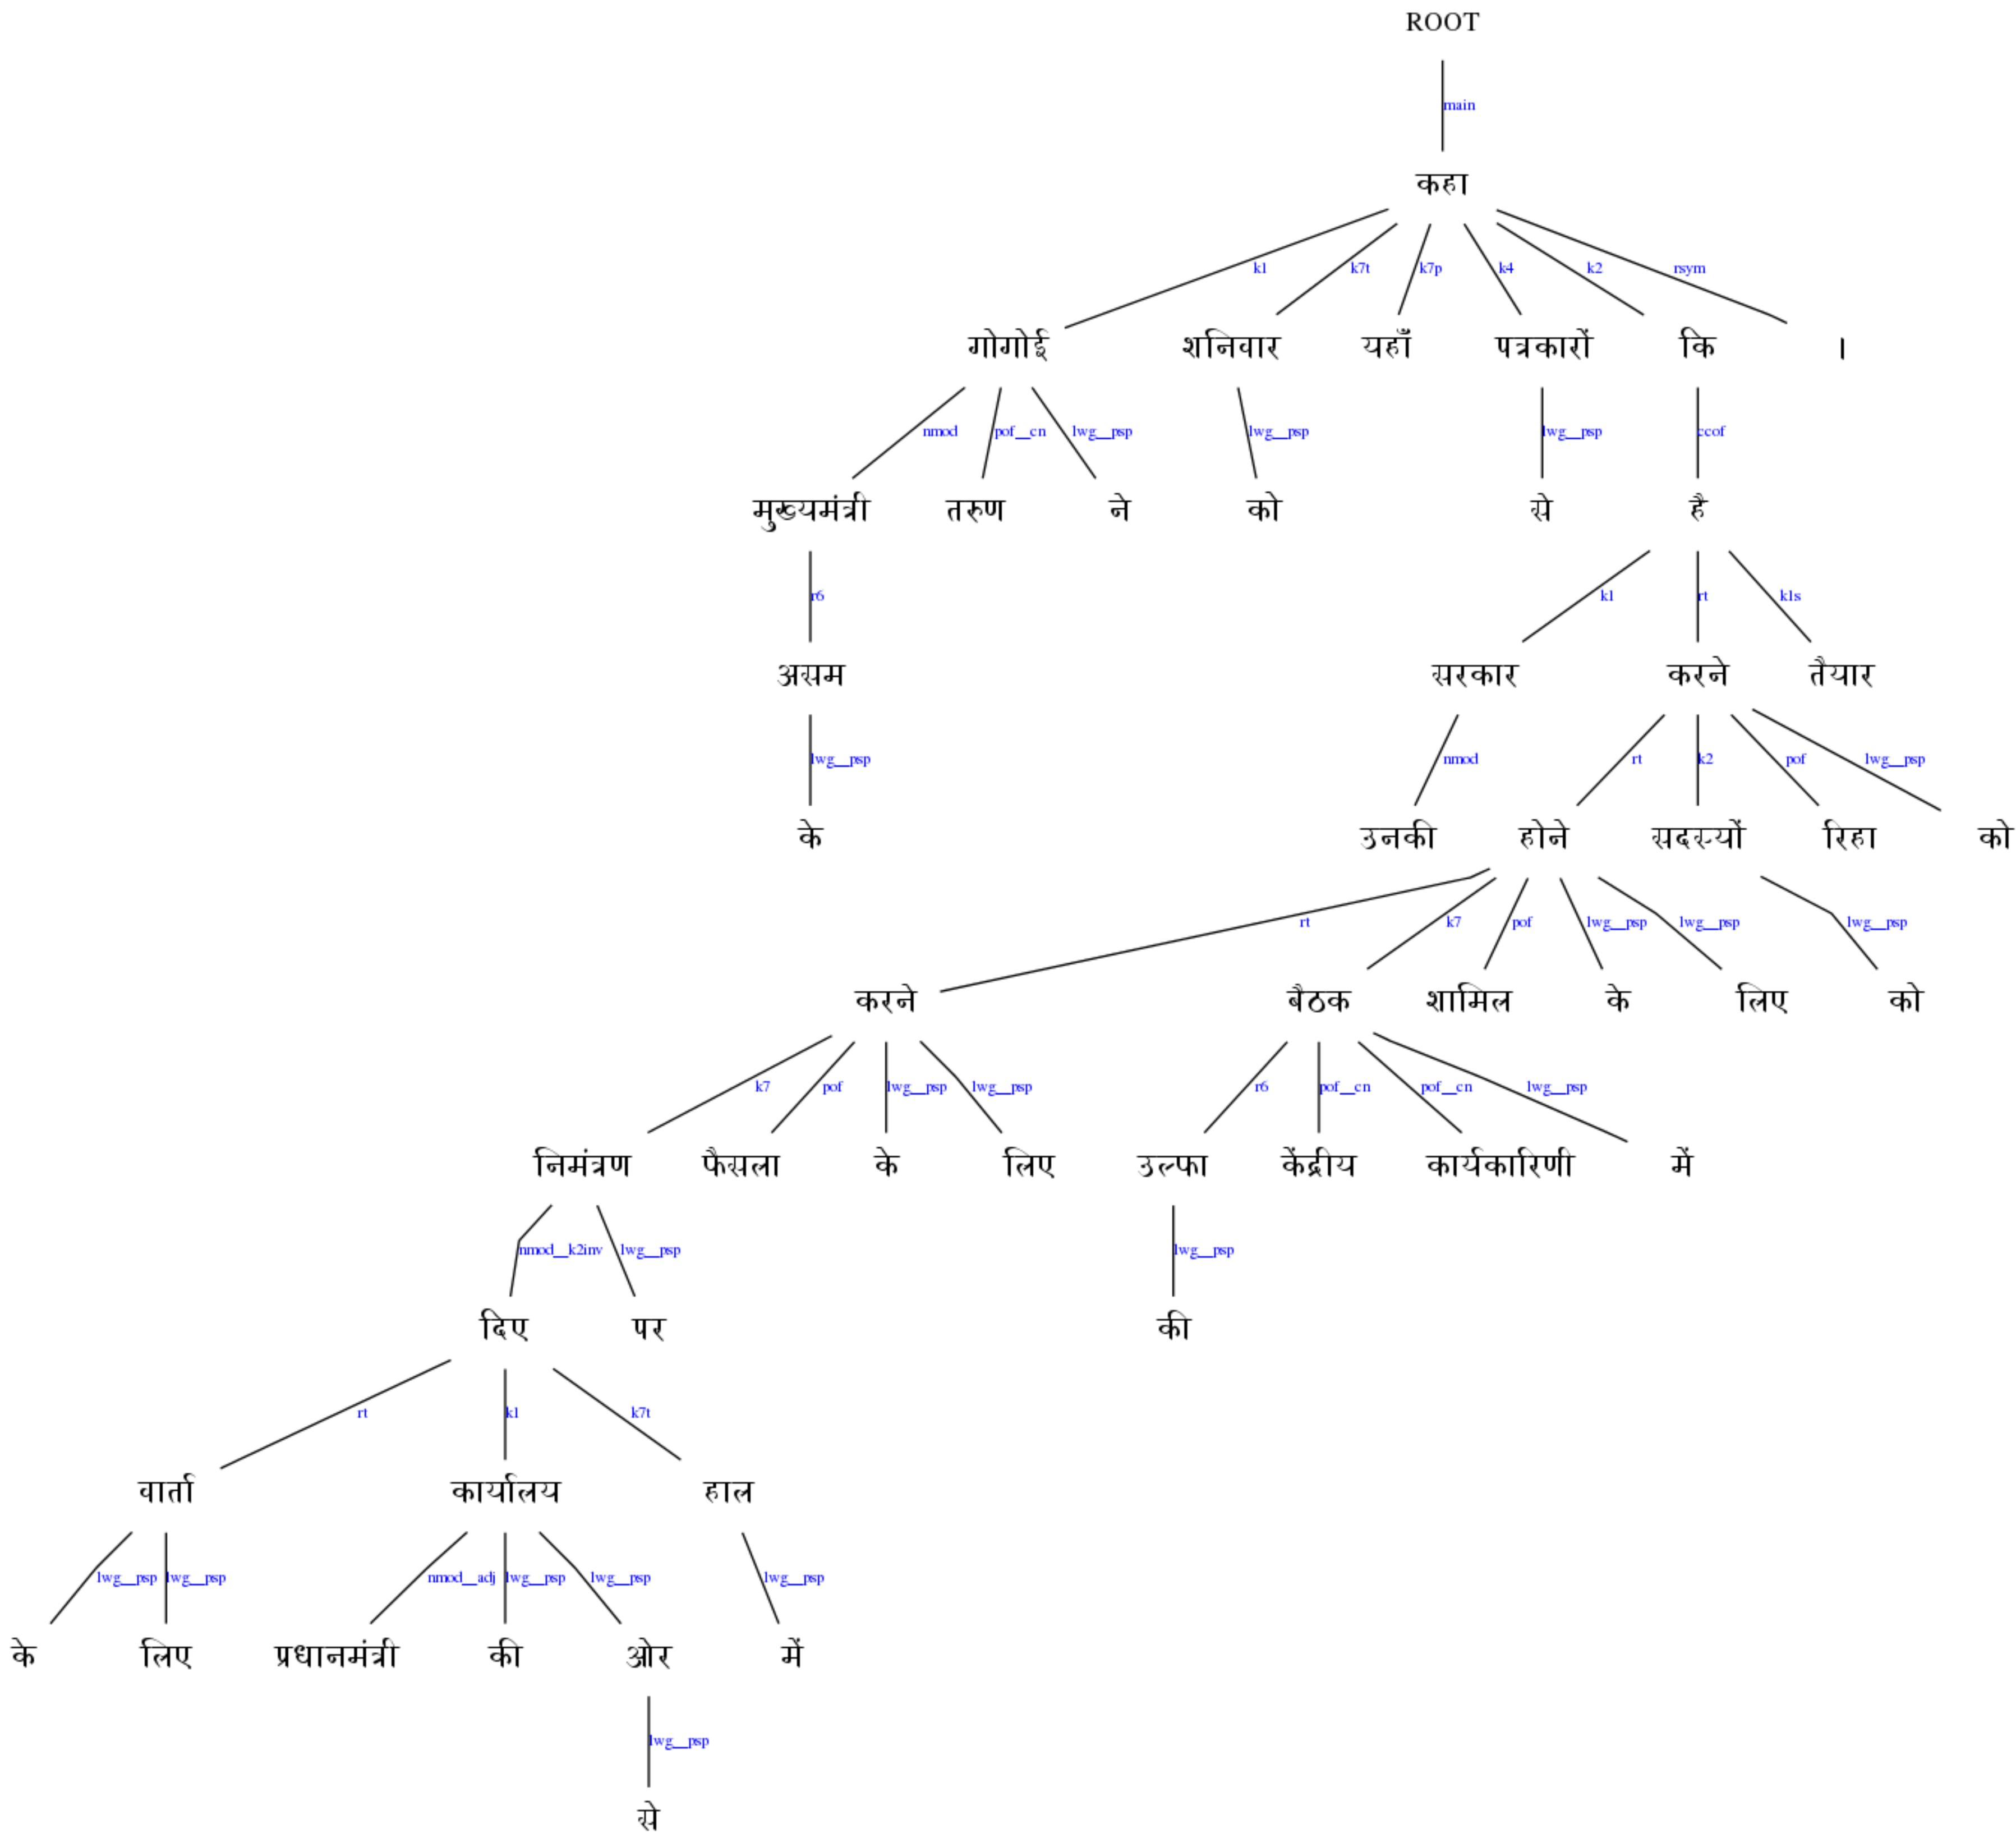 ROOT
main
कहा
k1 k7t k7p k4 k2 rsym
गोगोई शनिवार यहाँ पत्रकारों कि ।
nmod pof__cn lwg__psp lwg__psp lwg__psp ccof
मुख्यमंत्री तरुण ने को से है
r6 k1 rt k1s
असम सरकार करने तैयार
lwg__psp nmod rt k2 pof lwg__psp
के उनकी होने सदस्यों रिहा को
rt k7 pof lwg__psp lwg__psp lwg__psp
करने बैठक शामिल के लिए को
k7 pof lwg__psp lwg__psp r6 pof__cn pof__cn lwg__psp
निमंत्रण फैसला के लिए उल्फा केंद्रीय कार्यकारिणी में
nmod__k2inv lwg__psp lwg__psp
दिए पर की
rt k1 k7t
वार्ता कार्यालय हाल
lwg__psp lwg__psp nmod__adj lwg__psp lwg__psp lwg__psp
के लिए प्रधानमंत्री की ओर में
lwg__psp
से